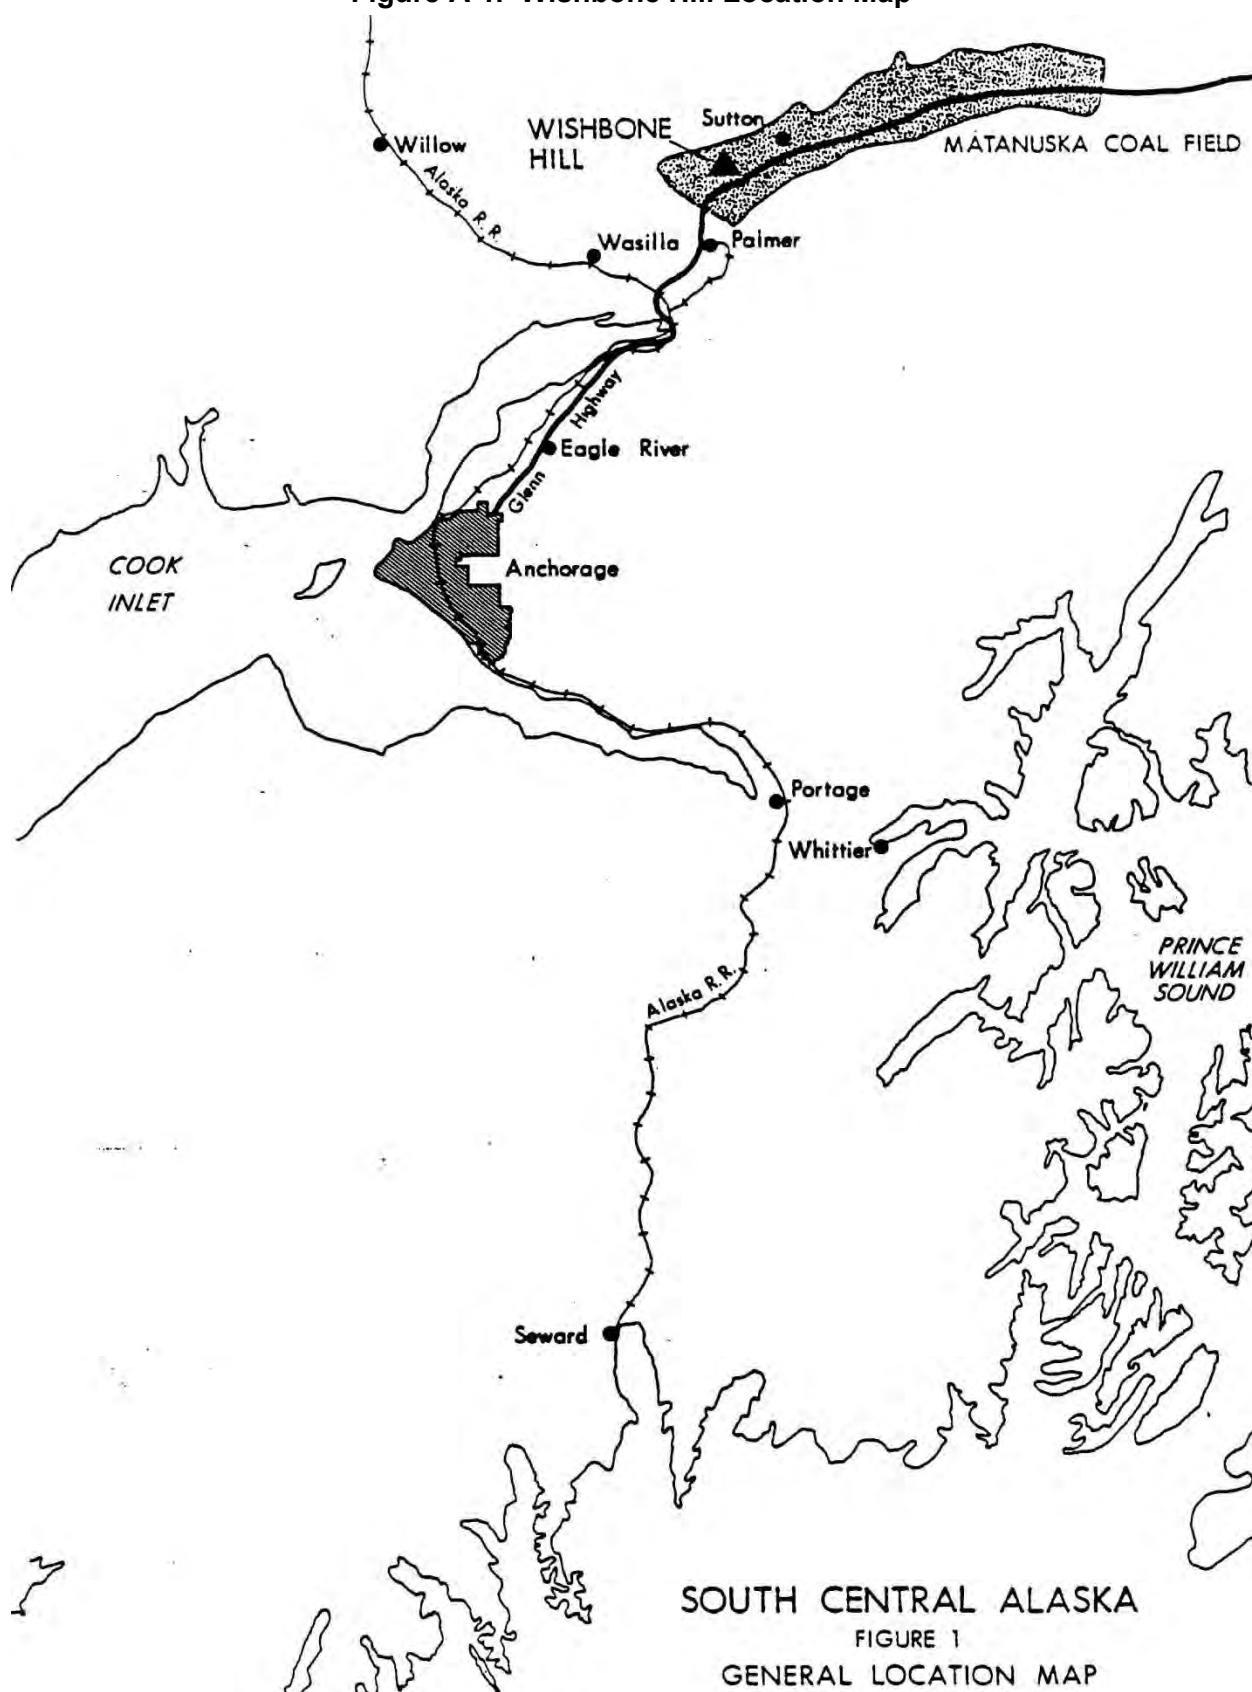 Figure A-1. Wishbone Hill Location Map
Willow
Alaska R.R.
WISHBONE
HILL
Sutton
MATANUSKA COAL FIELD
Wasilla
Palmer
Glenn Highway
Eagle River
COOK
INLET
Anchorage
Portage
Whittier
PRINCE
WILLIAM
SOUND
Alaska R.R.
Seward
SOUTH CENTRAL ALASKA
FIGURE 1
GENERAL LOCATION MAP